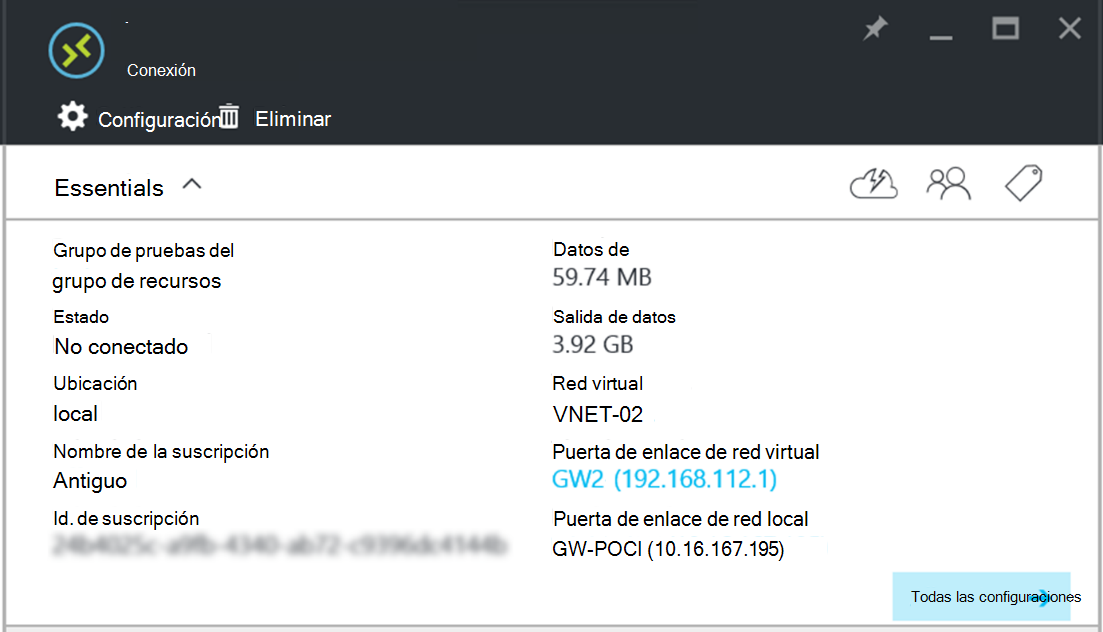 Conexión
Configuración Eliminar
Essentials
Grupo de pruebas del
grupo de recursos
Estado
No conectado
Ubicación
local
Nombre de la suscripción
Antiguo
Id. de suscripción
Datos de
59.74 MB
Salida de datos
3.92 GB
Red virtual
VNET-02
Puerta de enlace de red virtual
GW2 (192.168.112.1)
Puerta de enlace de red local
GW-POCI (10.16.167.195)
Todas las configuraciones